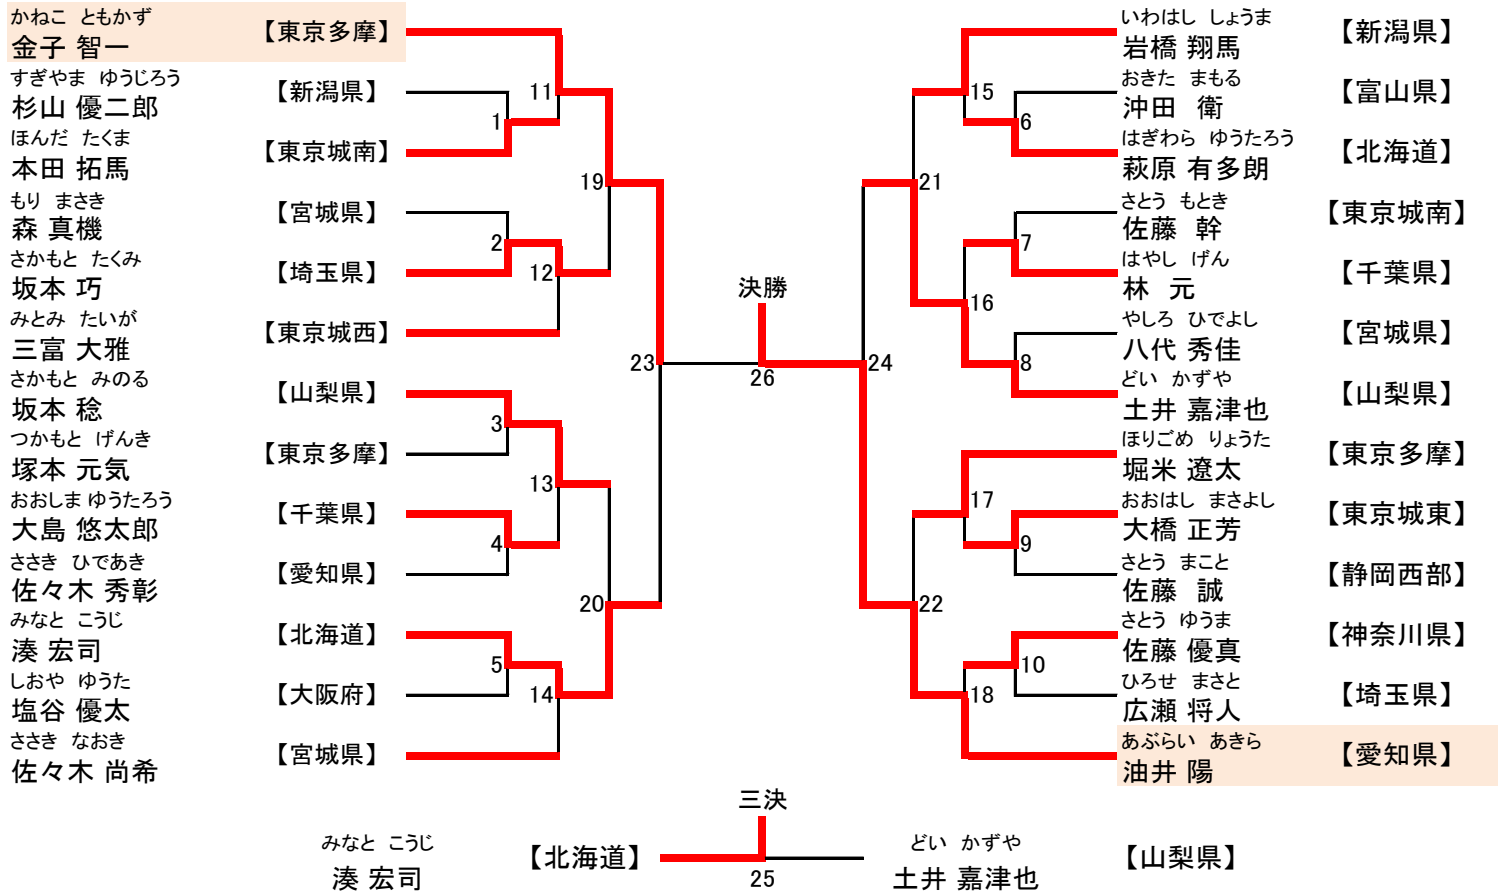 かねこ ともかず
金子 智一 【東京多摩】
すぎやま ゆうじろう
杉山 優二郎 【新潟県】
ほんだ たくま
本田 拓馬 【東京城南】
もり まさき
森 真機 【宮城県】
さかもと たくみ
坂本 巧 【埼玉県】
みとみ たいが
三富 大雅 【東京城西】
さかもと みのる
坂本 稔 【山梨県】
つかもと げんき
塚本 元気 【東京多摩】
おおしま ゆうたろう
大島 悠太郎 【千葉県】
ささき ひであき
佐々木 秀彰 【愛知県】
みなと こうじ
湊 宏司 【北海道】
しおや ゆうた
塩谷 優太 【大阪府】
ささき なおき
佐々木 尚希 【宮城県】
11
1
19
2
12
23
3
13
4
20
5
14
決勝
26
15
6
21
7
16
24
8
17
9
22
10
18
いわはし しょうま
岩橋 翔馬 【新潟県】
おきた まもる
沖田 衛 【富山県】
はぎわら ゆうたろう
萩原 有多朗 【北海道】
さとう もとき
佐藤 幹 【東京城南】
はやし げん
林 元 【千葉県】
やしろ ひでよし
八代 秀佳 【宮城県】
どい かずや
土井 嘉津也 【山梨県】
ほりごめ りょうた
堀米 遼太 【東京多摩】
おおはし まさよし
大橋 正芳 【東京城東】
さとう まこと
佐藤 誠 【静岡西部】
さとう ゆうま
佐藤 優真 【神奈川県】
ひろせ まさと
広瀬 将人 【埼玉県】
あぶらい あきら
油井 陽 【愛知県】
三決
みなと こうじ
湊 宏司 【北海道】
25
どい かずや
土井 嘉津也 【山梨県】